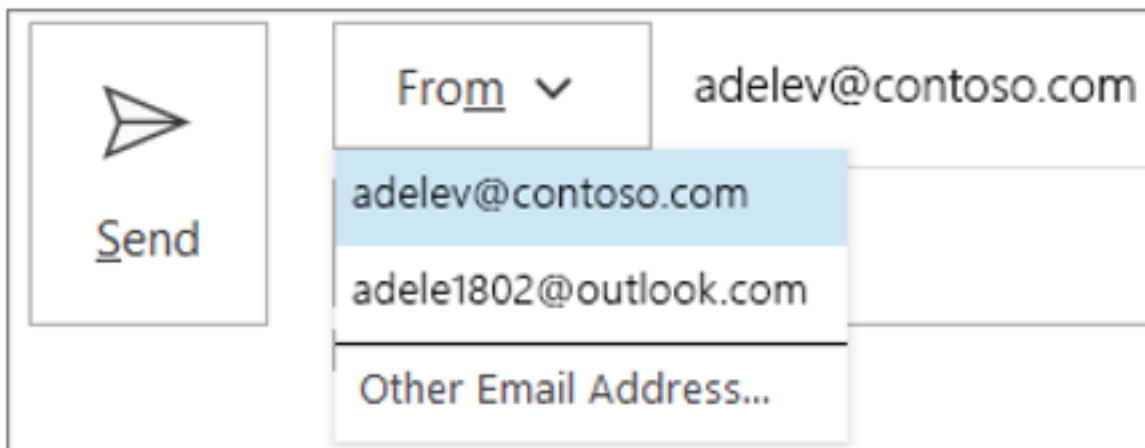 From adelev@contoso.com
adelev@contoso.com
Send
adele1802@outlook.com
Other Email Address...